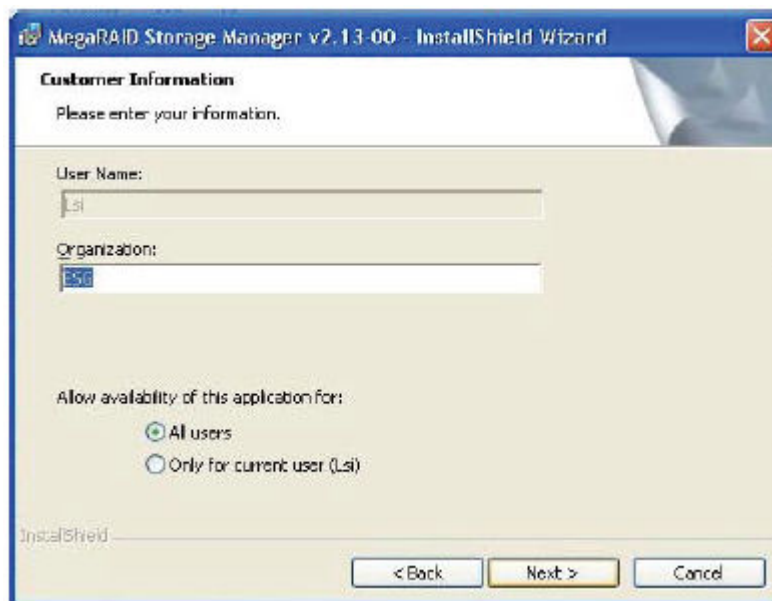 MegaRAID Storage Manager v2.13-00 - InstallShield Wizard
Customer Information
Please enter your information.
User Name:
Lsi
Organization:
ESG
Allow availability of this application for:
All users
Only for current user (Lsi)
InstallShield
< Back Next > Cancel